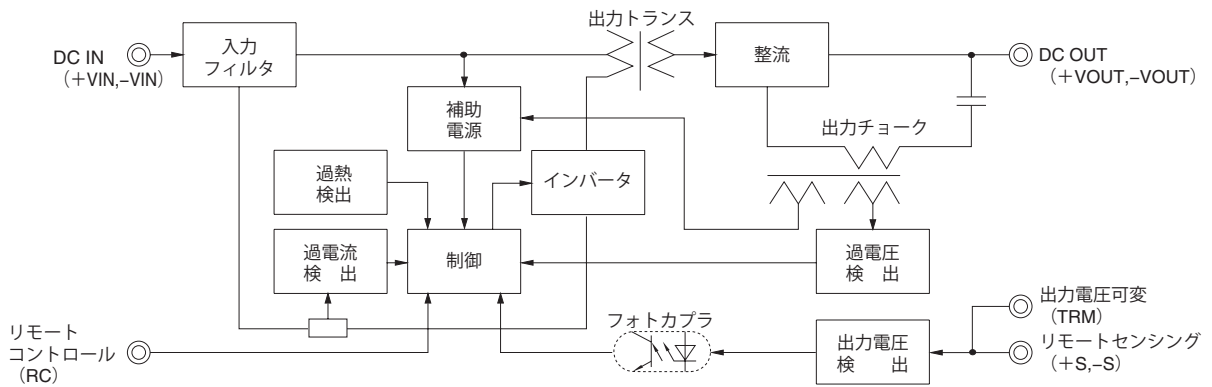 出力トランス
DC IN
（＋VIN,−VIN）
入力
フィルタ
整流
DC OUT
（＋VOUT,−VOUT）
補助
電源
出力チョーク
過熱
検出
インバータ
過電流
検　出
制御
過電圧
検　出
リモート
コントロール
（RC）
フォトカプラ
出力電圧
検　出
出力電圧可変
（TRM）
リモートセンシング
（＋S,−S）